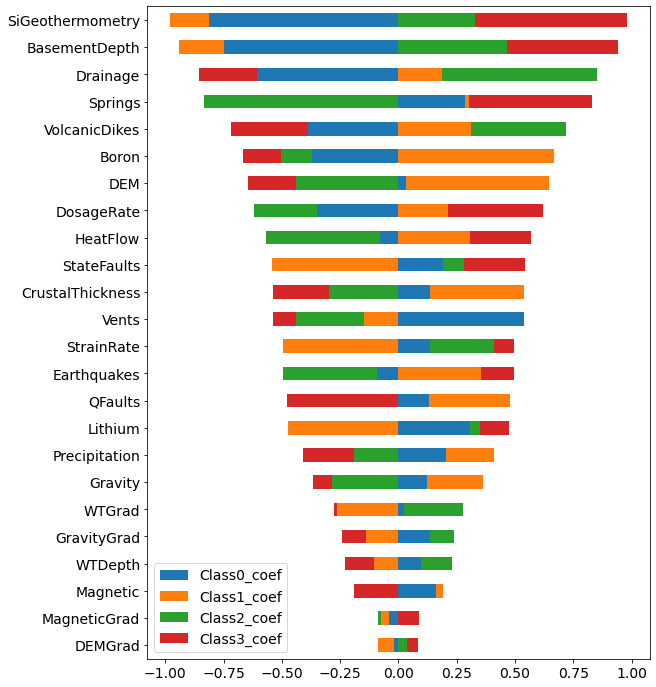 SiGeothermometry
BasementDepth
Drainage
Springs
VolcanicDikes
Boron
DEM
DosageRate
HeatFlow
StateFaults
CrustalThickness
Vents
StrainRate
Earthquakes
QFaults
Lithium
Precipitation
Gravity
WTGrad
GravityGrad
WTDepth
Magnetic
MagneticGrad
DEMGrad
Class0_coef
Class1_coef
Class2_coef
Class3_coef
−1.00 −0.75 −0.50 −0.25 0.00 0.25 0.50 0.75 1.00